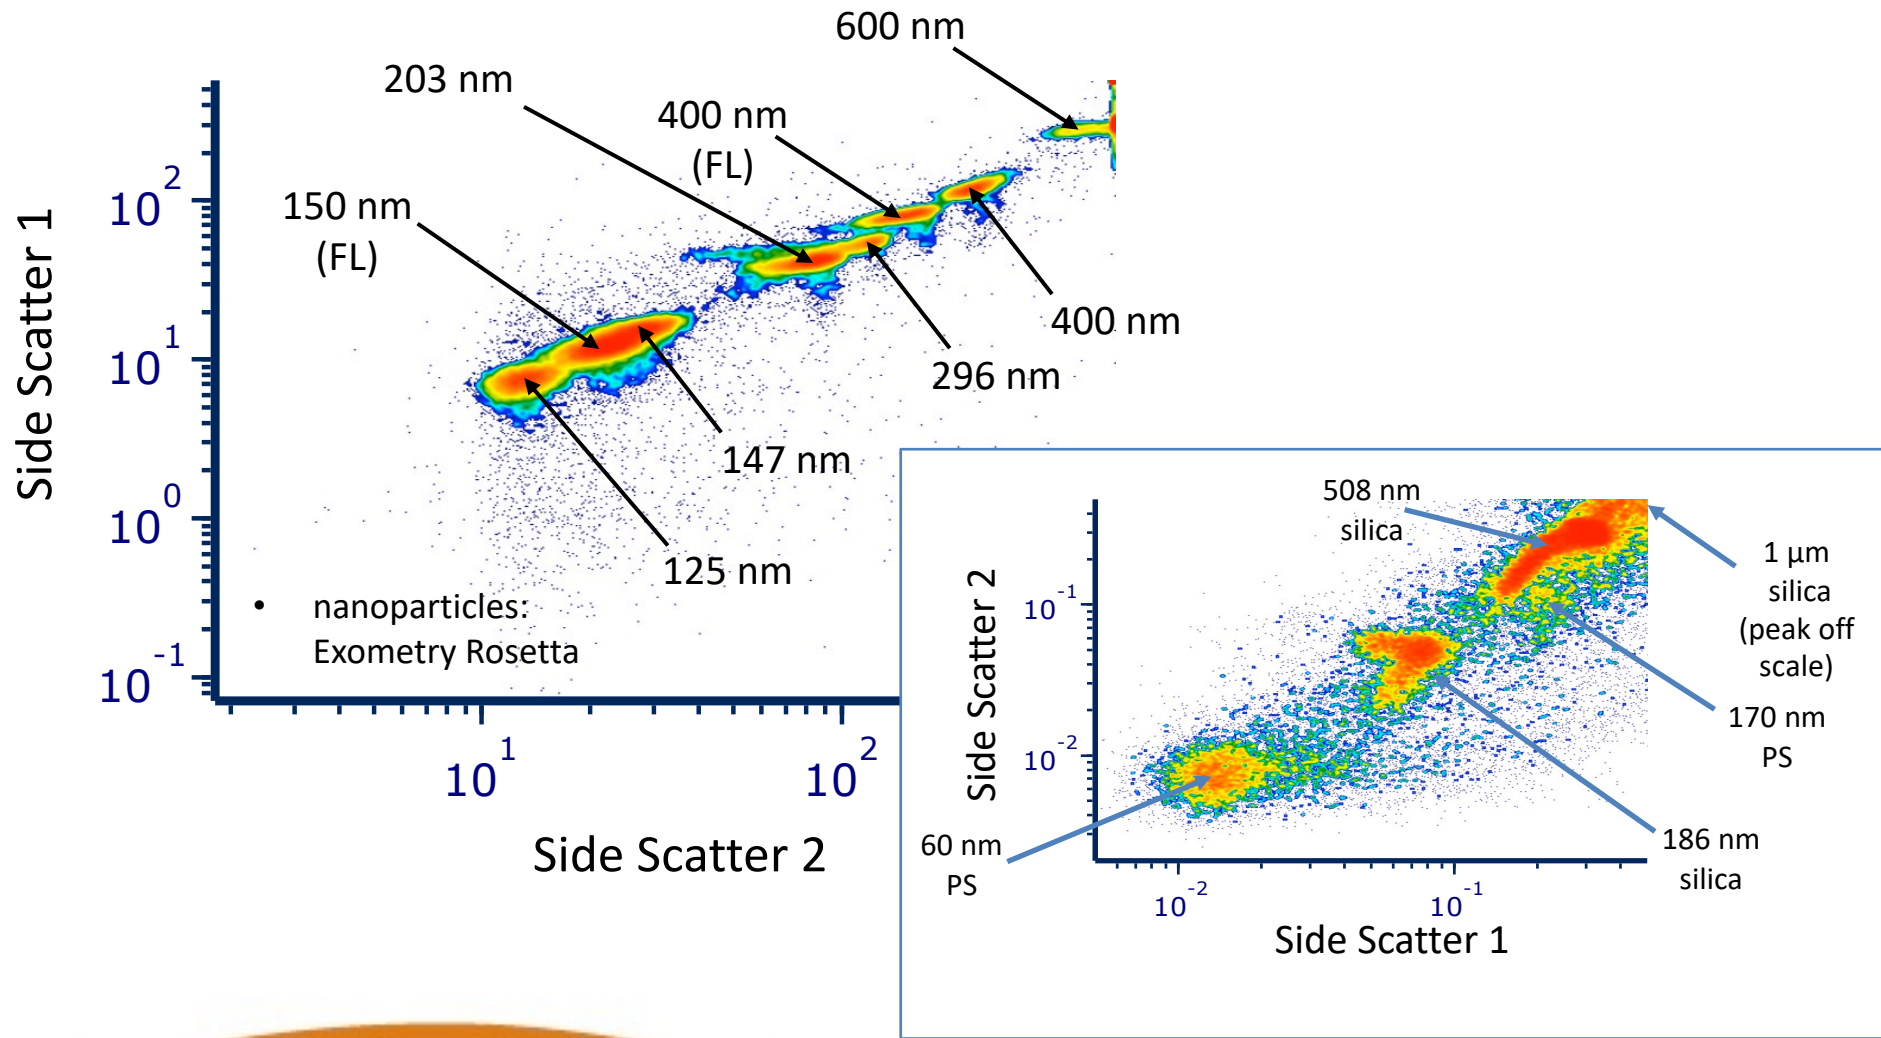 600 nm
203 nm
400 nm
(FL)
150 nm
(FL)
Side Scatter 1
10^2
10^1
10^0
10^-1
400 nm
296 nm
147 nm
125 nm
• nanoparticles:
Exometry Rosetta
10^1
10^2
Side Scatter 2
508 nm
silica
1 µm
silica
(peak off
scale)
170 nm
PS
186 nm
silica
60 nm
PS
Side Scatter 2
10^-1
10^-2
10^-2
10^-1
Side Scatter 1